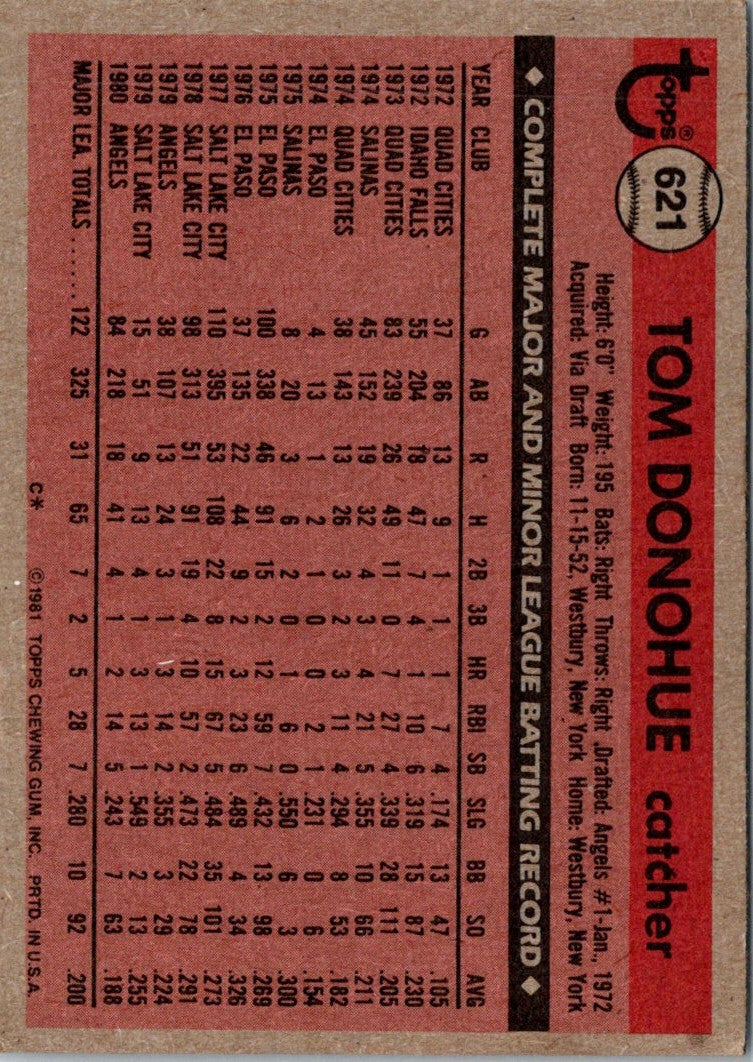 Topps® 621 TOM DONOHUE catcher
Height: 6'0" Weight: 195 Bats: Right Throws: Right Drafted: Angels #1-Jan., 1972
Acquired: Via Draft Born: 11-15-52, Westbury, New York Home: Westbury, New York
◆ COMPLETE MAJOR AND MINOR LEAGUE BATTING RECORD ◆
YEAR CLUB G AB R H 2B 3B HR RBI SB SLG BB SO AVG
1972 QUAD CITIES 37 86 13 9 1 1 1 7 4 .174 13 47 .105
1972 IDAHO FALLS 55 204 18 47 7 4 1 10 6 .319 15 87 .230
1973 QUAD CITIES 83 239 26 49 11 0 7 27 4 .339 28 111 .205
1974 SALINAS 45 152 19 32 4 3 4 21 5 .355 10 66 .211
1974 QUAD CITIES 38 143 13 26 3 2 3 11 4 .294 8 53 .182
1974 EL PASO 4 13 1 2 1 0 0 2 1 .231 0 6 .154
1975 SALINAS 8 20 3 6 2 0 1 6 0 .550 6 3 .300
1975 EL PASO 100 338 46 91 15 2 12 59 7 .432 13 98 .269
1976 EL PASO 37 135 22 44 9 2 3 23 6 .489 4 34 .326
1977 SALT LAKE CITY 110 395 53 108 22 8 15 67 5 .484 35 101 .273
1978 SALT LAKE CITY 98 313 51 91 19 4 10 57 2 .473 22 78 .291
1979 ANGELS 38 107 13 24 3 1 3 14 2 .355 3 29 .224
1979 SALT LAKE CITY 15 51 9 13 4 1 3 13 1 .549 2 13 .255
1980 ANGELS 84 218 18 41 4 1 2 14 5 .243 7 63 .188
MAJOR LEA. TOTALS ...... 122 325 31 65 7 2 5 28 7 .280 10 92 .200
C* ©1981 TOPPS CHEWING GUM, INC. PRTD. IN U.S.A.